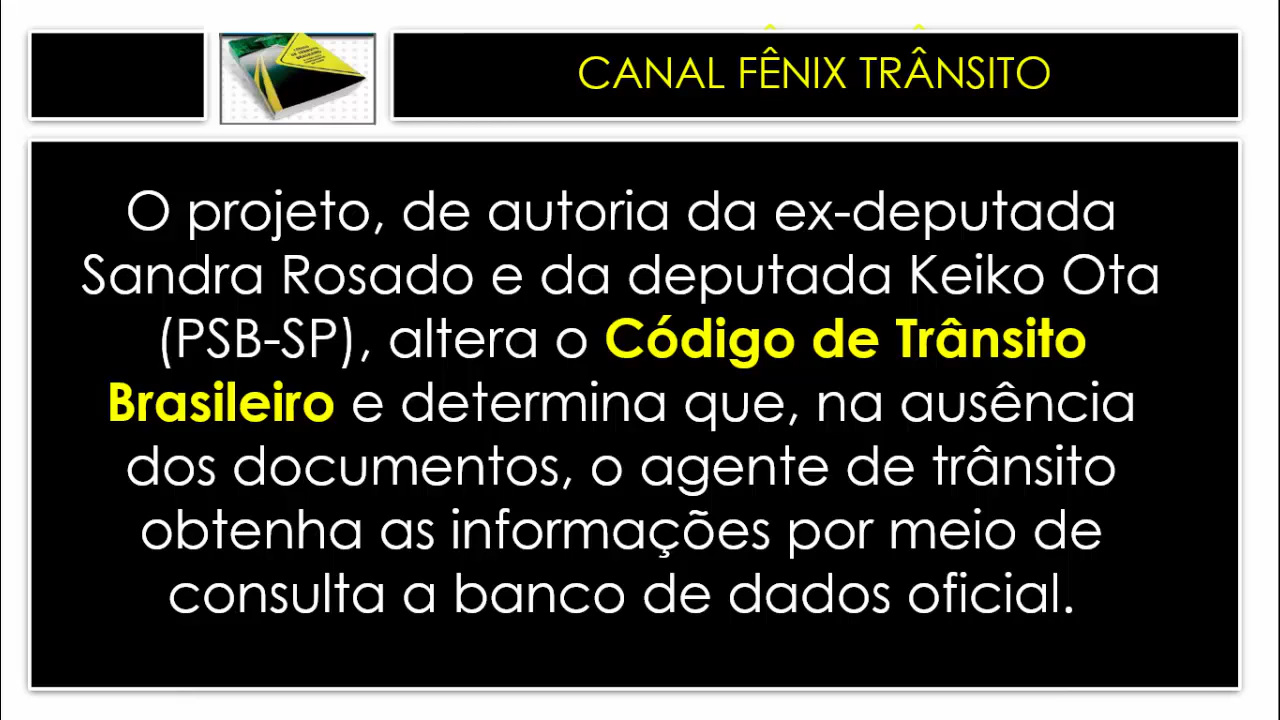 CANAL FÊNIX TRÂNSITO
O projeto, de autoria da ex-deputada
Sandra Rosado e da deputada Keiko Ota
(PSB-SP), altera o Código de Trânsito
Brasileiro e determina que, na ausência
dos documentos, o agente de trânsito
obtenha as informações por meio de
consulta a banco de dados oficial.